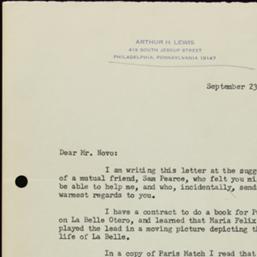 ARTHUR H. LEWIS
419 SOUTH JESSUP STREET
PHILADELPHIA, PENNSYLVANIA 19147
September 23
Dear Mr. Novo:
I am writing this letter at the sugg
of a mutual friend, Sam Pearce, who felt you mi
be able to help me, and who, incidentally, send
warmest regards to you.
I have a contract to do a book for P
on La Belle Otero, and learned that Maria Felix
played the lead in a moving picture depicting th
life of La Belle.
In a copy of Paris Match I read that